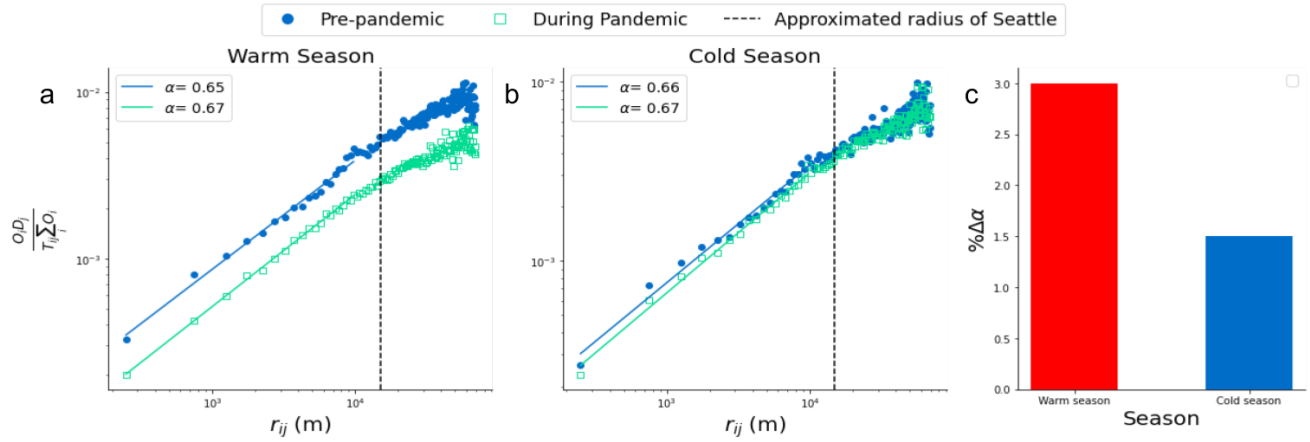 Pre-pandemic During Pandemic Approximated radius of Seattle
Warm Season
a
α= 0.65
α= 0.67
10⁻²
10⁻³
O_iD_j
T_ij∑_iO_i
10³
10⁴
r_ij (m)
Cold Season
b
α= 0.66
α= 0.67
10⁻²
10⁻³
10³
10⁴
r_ij (m)
c
3.0
2.5
2.0
1.5
1.0
0.5
0.0
%Δα
Warm season
Cold season
Season